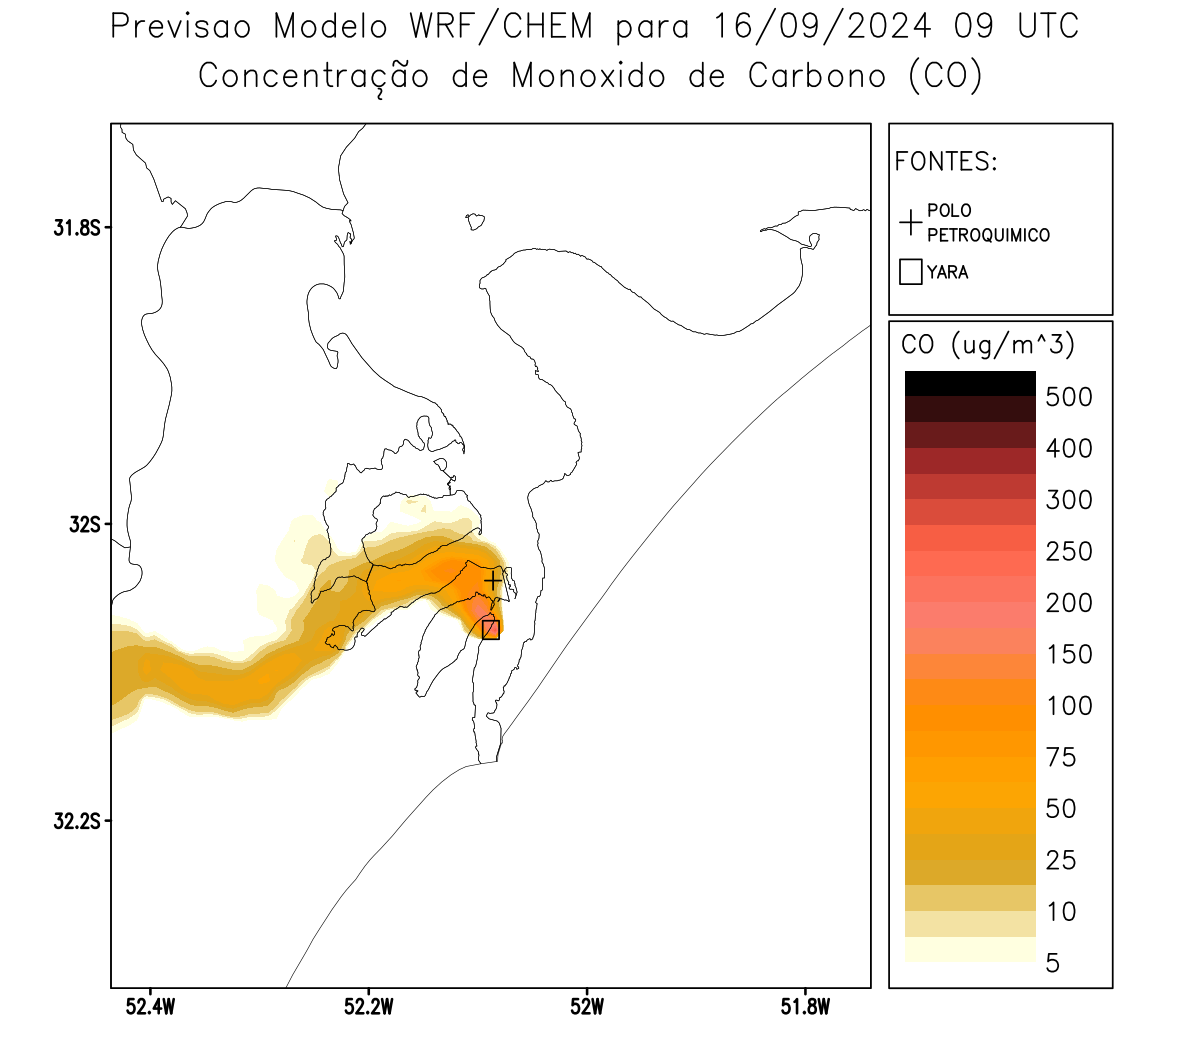 Previsao Modelo WRF/CHEM para 16/09/2024 09 UTC
Concentração de Monoxido de Carbono (CO)
FONTES:
POLO
PETROQUIMICO
YARA
CO (ug/m^3)
500
400
300
250
200
150
100
75
50
25
10
5
31.8S
32S
32.2S
52.4W
52.2W
52W
51.8W